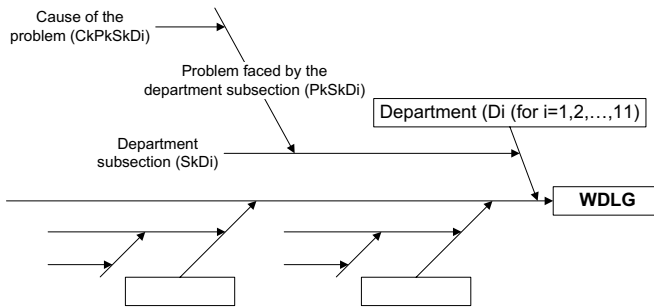 Cause of the
problem (CkPkSkDi)
Problem faced by the
department subsection (PkSkDi)
Department (Di (for i=1,2,…,11)
Department
subsection (SkDi)
WDLG